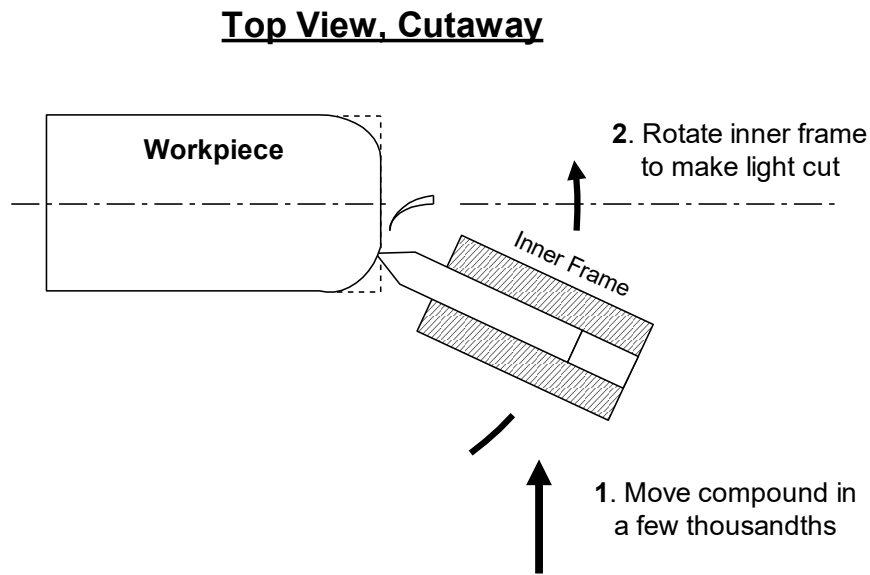 Top View, Cutaway
Workpiece
2. Rotate inner frame
to make light cut
Inner Frame
1. Move compound in
a few thousandths